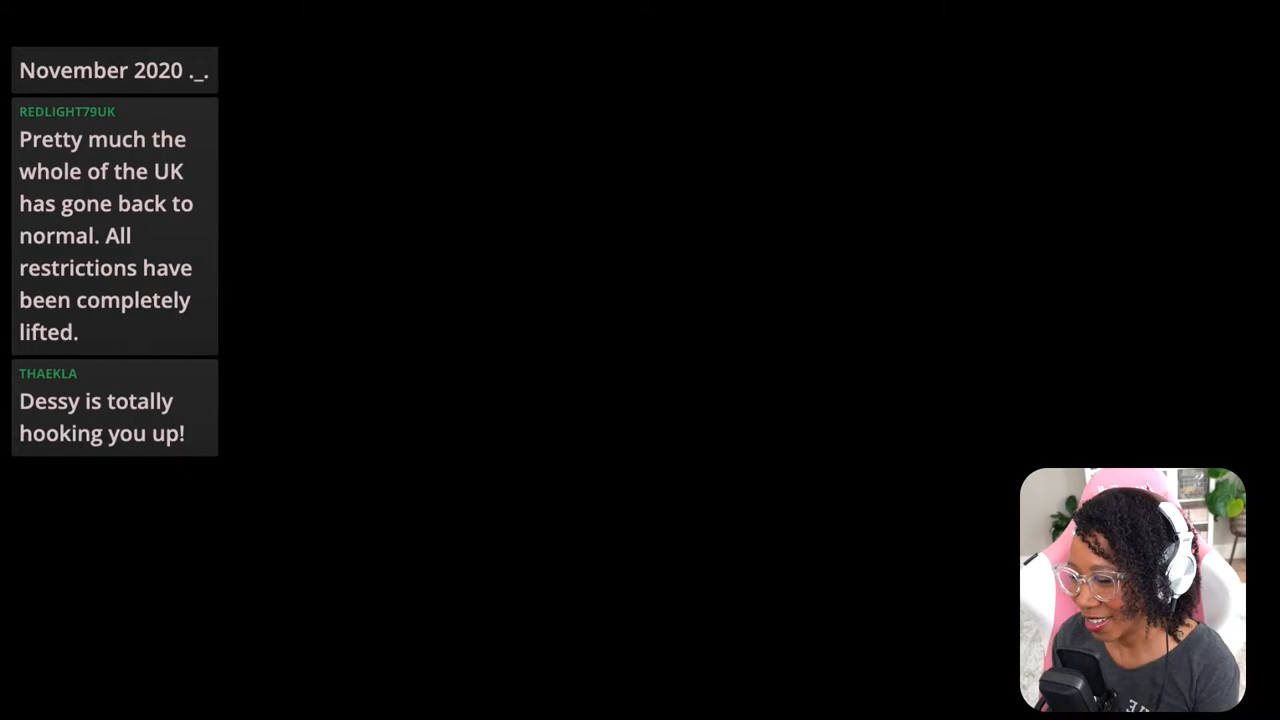 November 2020 ._.
REDLIGHT79UK
Pretty much the
whole of the UK
has gone back to
normal. All
restrictions have
been completely
lifted.
THAEKLA
Dessy is totally
hooking you up!